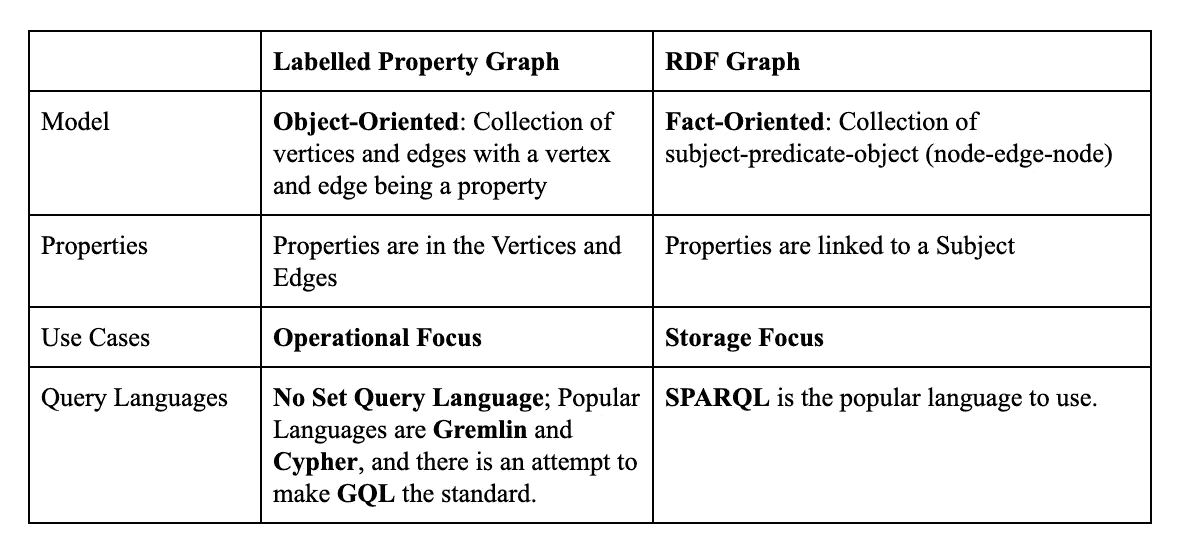 Labelled Property Graph
RDF Graph
Model
Object-Oriented: Collection of
vertices and edges with a vertex
and edge being a property
Fact-Oriented: Collection of
subject-predicate-object (node-edge-node)
Properties
Properties are in the Vertices and
Edges
Properties are linked to a Subject
Use Cases
Operational Focus
Storage Focus
Query Languages
No Set Query Language; Popular
Languages are Gremlin and
Cypher, and there is an attempt to
make GQL the standard.
SPARQL is the popular language to use.